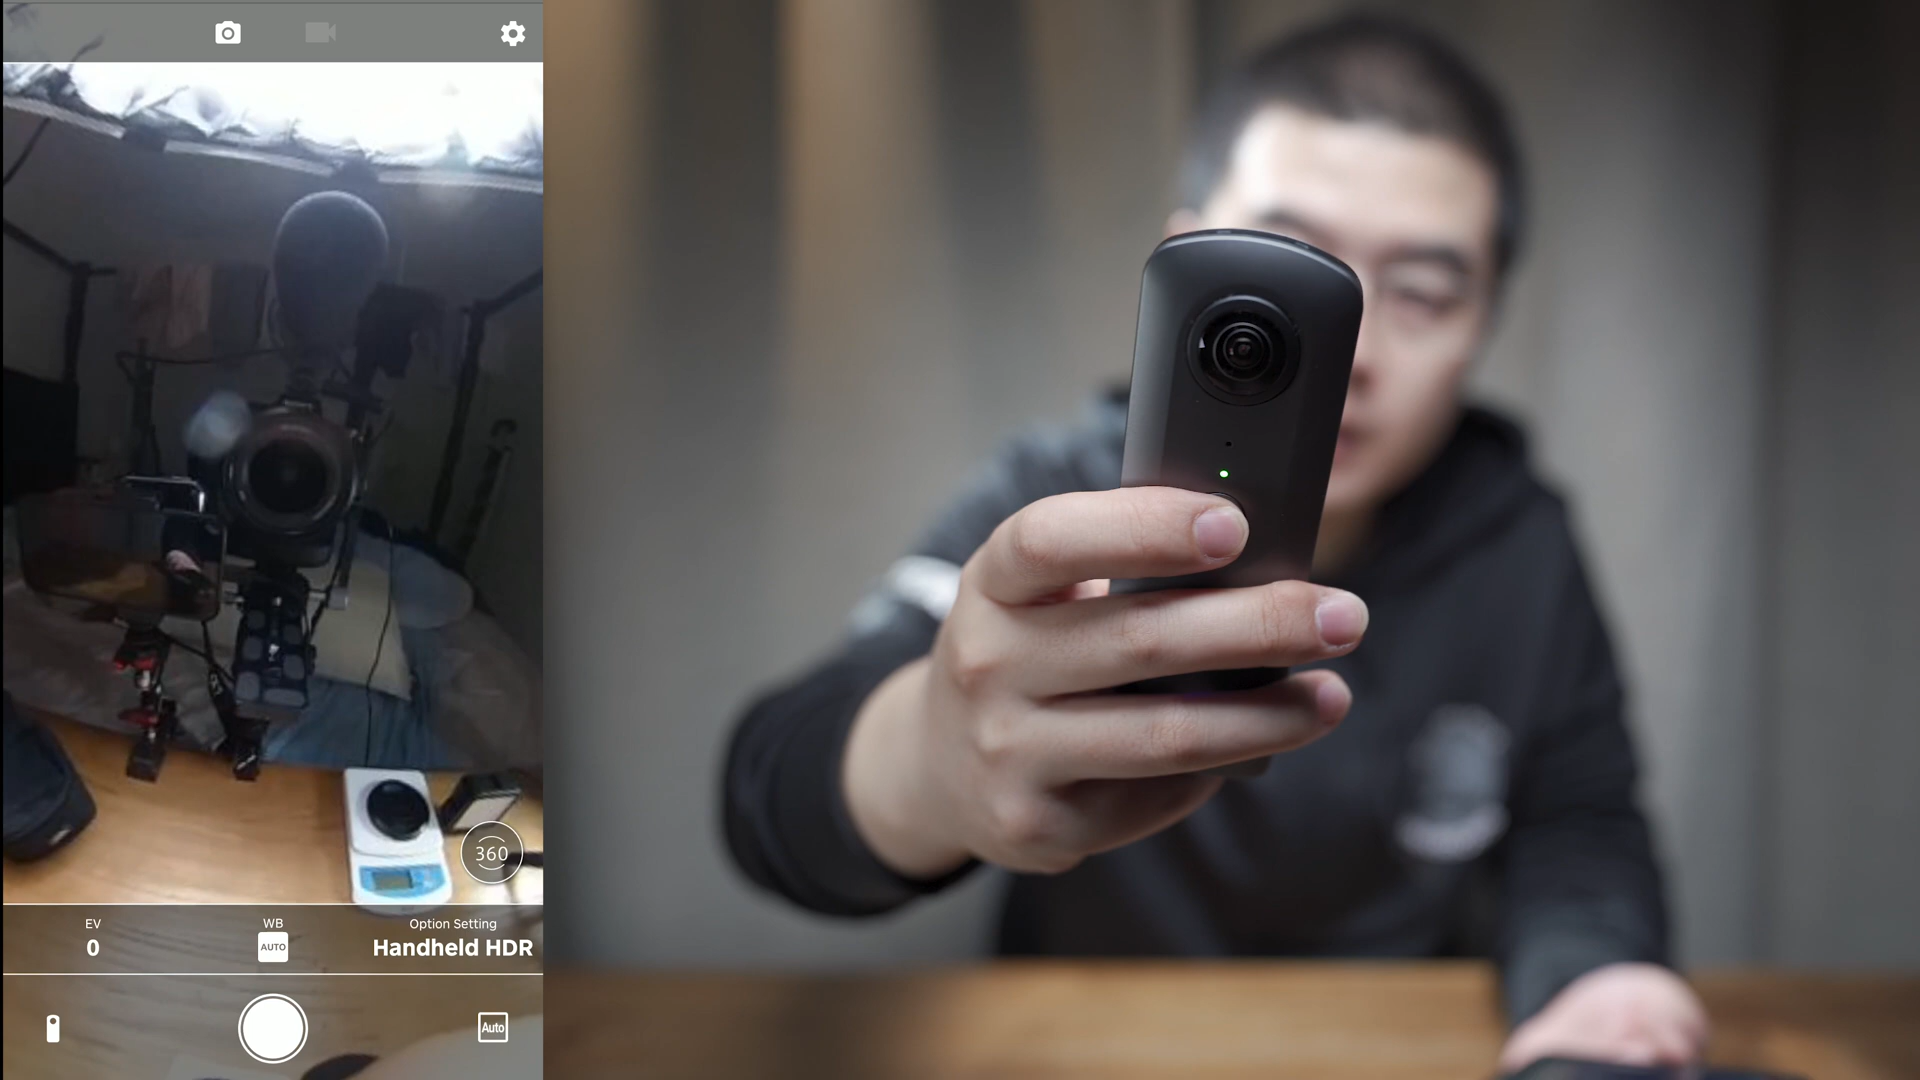 360
EV
0
WB
AUTO
Option Setting
Handheld HDR
Auto